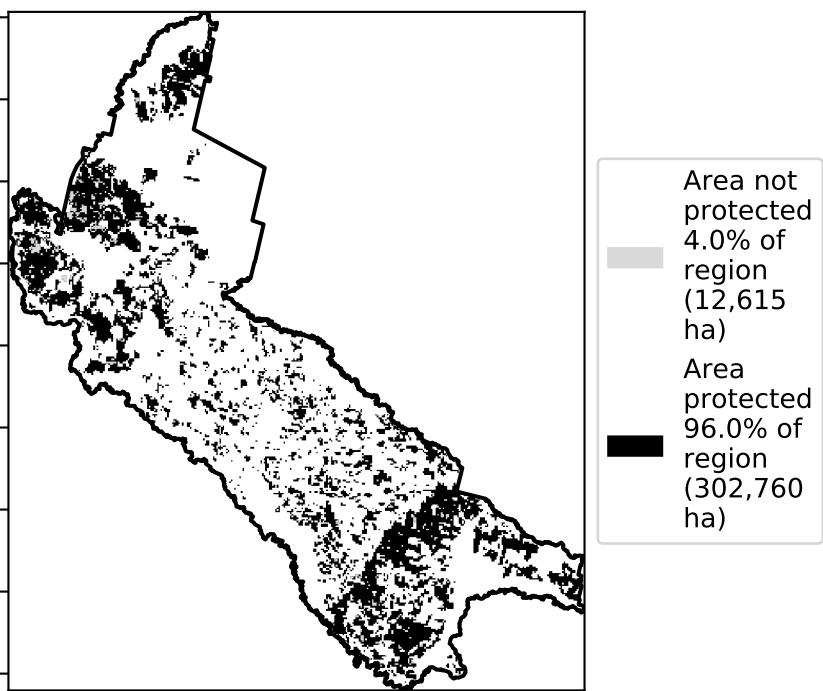 Area not
protected
4.0% of
region
(12,615
ha)
Area
protected
96.0% of
region
(302,760
ha)